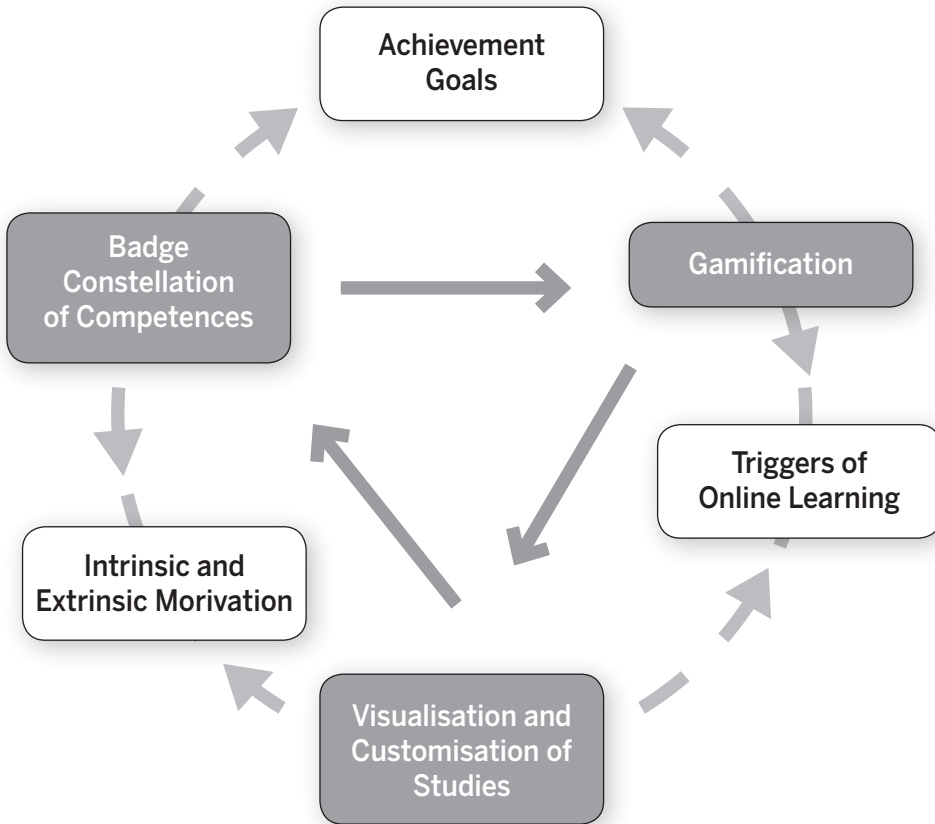 Achievement
Goals
Badge
Constellation
of Competences
Gamification
Triggers of
Online Learning
Intrinsic and
Extrinsic Morivation
Visualisation and
Customisation of
Studies